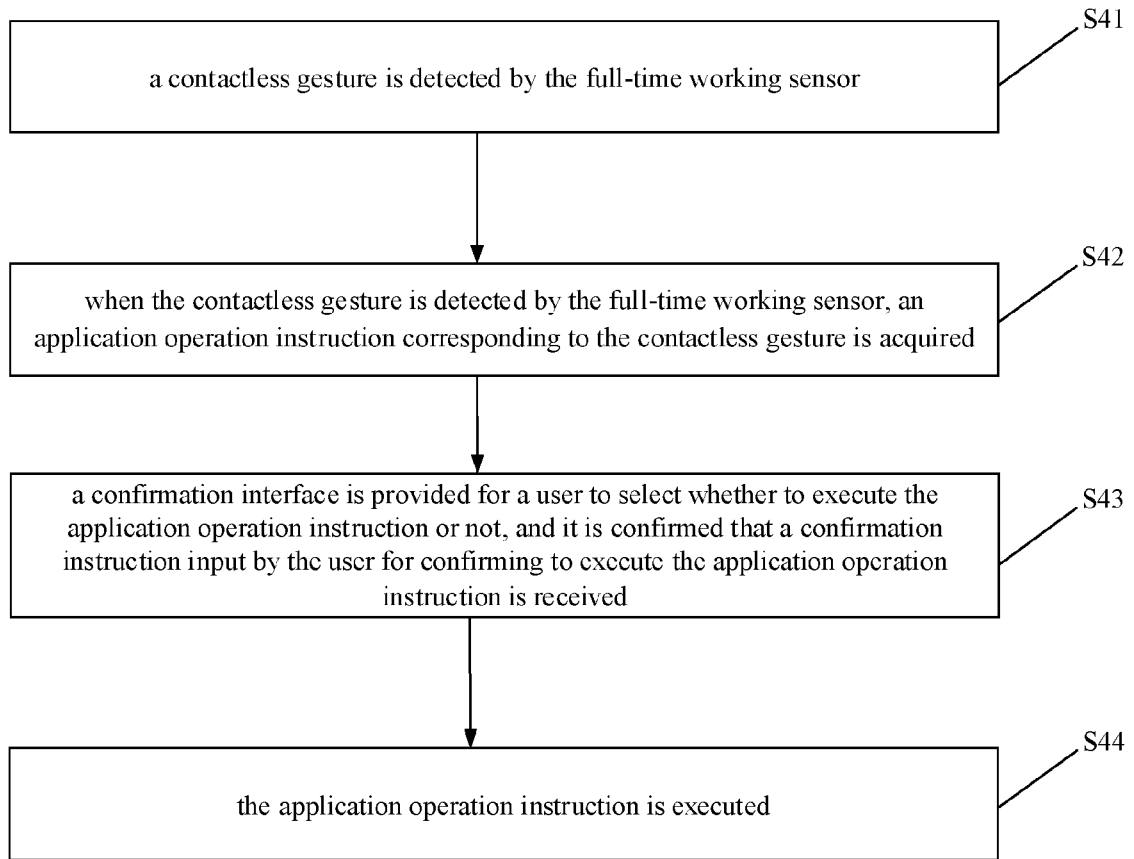 S41
a contactless gesture is detected by the full-time working sensor
S42
when the contactless gesture is detected by the full-time working sensor, an
application operation instruction corresponding to the contactless gesture is acquired
a confirmation interface is provided for a user to select whether to execute the
S43
application operation instruction or not, and it is confirmed that a confirmation
instruction input by the user for confirming to execute the application operation
instruction is received
S44
the application operation instruction is executed